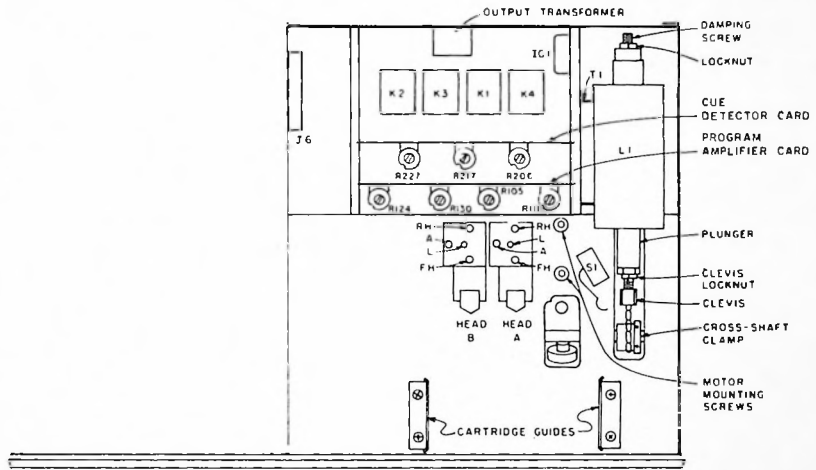 OUTPUT TRANSFORMER
DAMPING
SCREW
LOCKNUT
IC1
T1
K2 K3 K1 K4
CUE
DETECTOR CARD
J6
PROGRAM
AMPLIFIER CARD
L1
R227 R217 R206
R124 R130 R105 R111
RH RH
A L
L A
FH FH
S1
PLUNGER
CLEVIS
LOCKNUT
CLEVIS
HEAD HEAD
B A
CROSS-SHAFT
CLAMP
MOTOR
MOUNTING
SCREWS
CARTRIDGE GUIDES